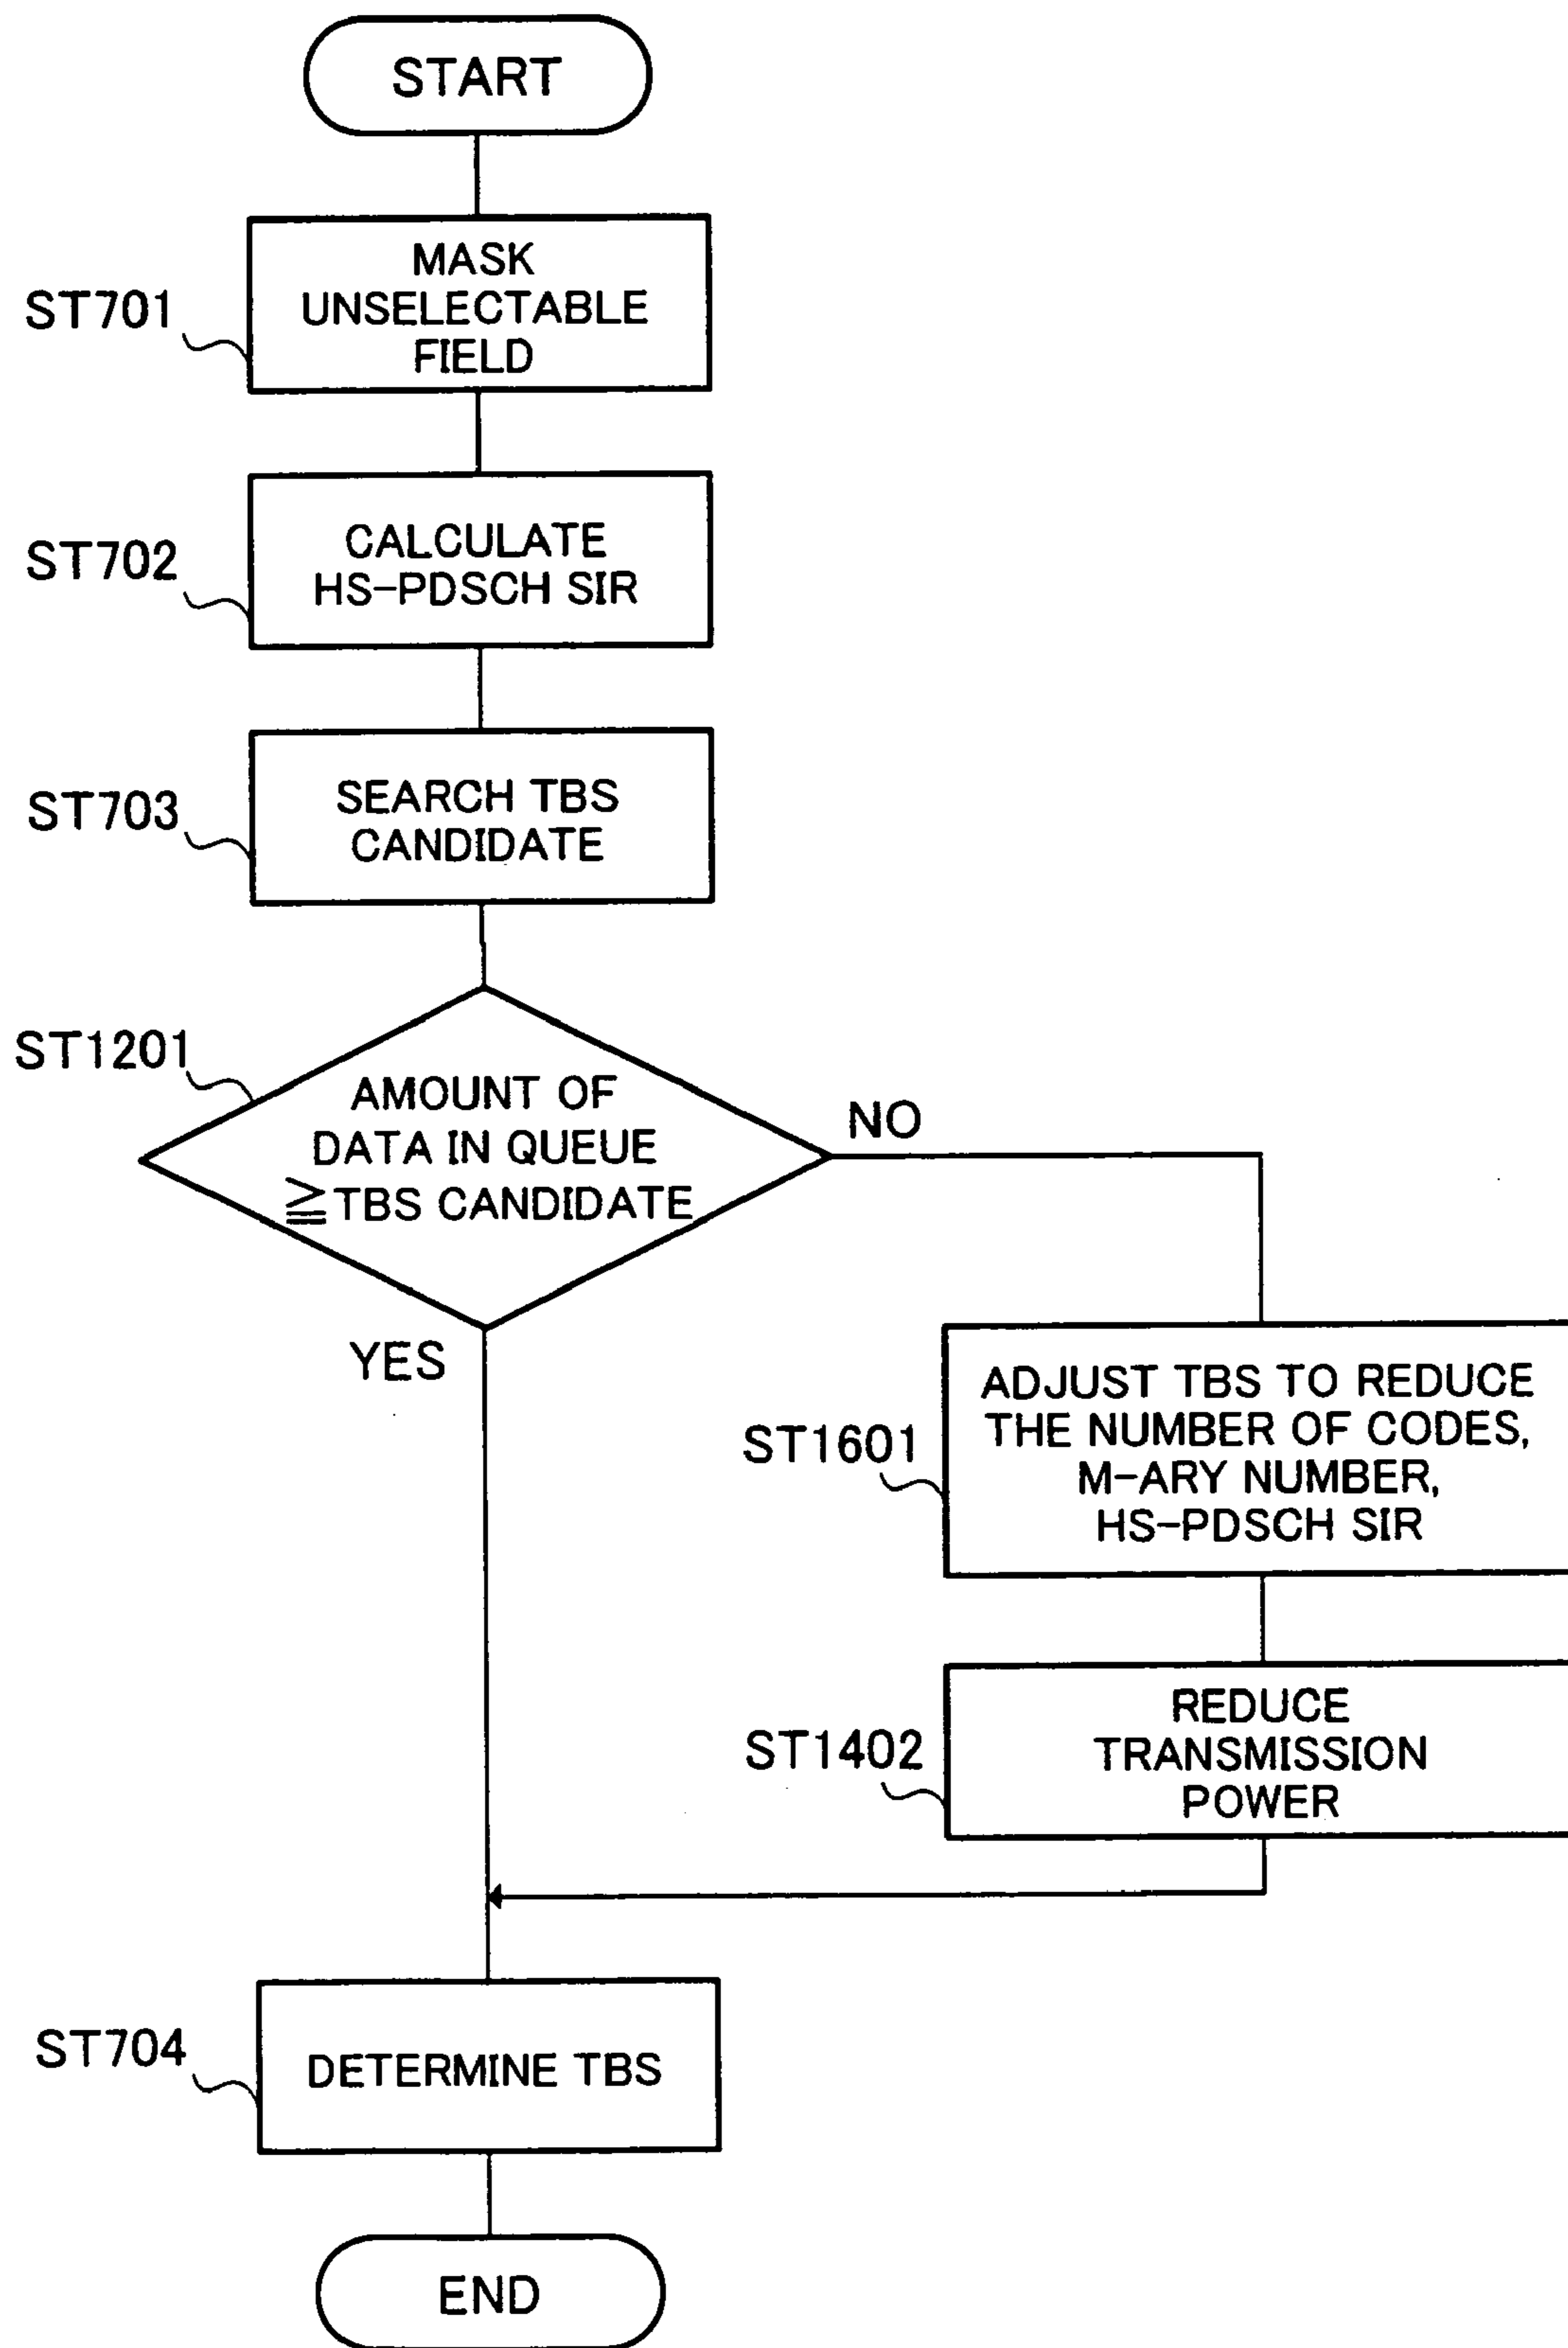 START
ST701
MASK
UNSELECTABLE
FIELD
ST702
CALCULATE
HS-PDSCH SIR
ST703
SEARCH TBS
CANDIDATE
ST1201
AMOUNT OF
DATA IN QUEUE
≧TBS CANDIDATE
NO
YES
ST1601
ADJUST TBS TO REDUCE
THE NUMBER OF CODES,
M-ARY NUMBER,
HS-PDSCH SIR
ST1402
REDUCE
TRANSMISSION
POWER
ST704
DETERMINE TBS
END